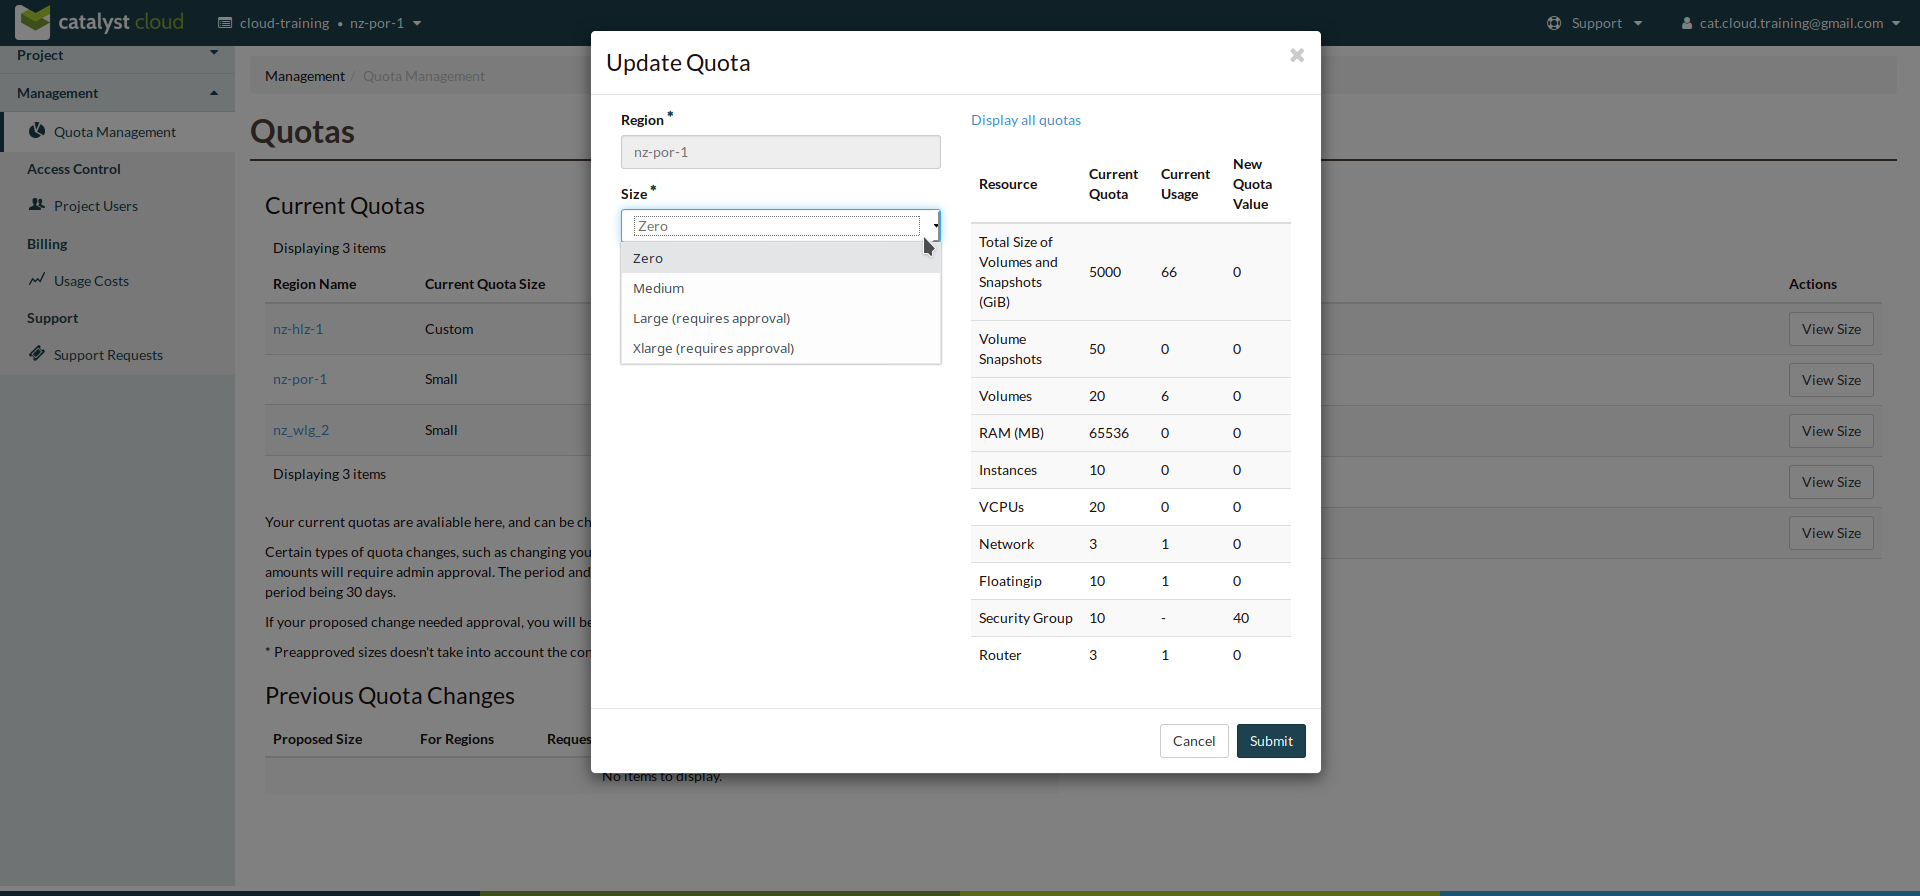 catalyst cloud
cloud-training • nz-por-1
Support
cat.cloud.training@gmail.com
Project
Management
Quota Management
Access Control
Project Users
Billing
Usage Costs
Support
Support Requests
Management / Quota Management
Quotas
Current Quotas
Displaying 3 items
Region Name Current Quota Size Actions
nz-hlz-1 Custom View Size
nz-por-1 Small View Size
nz_wlg_2 Small View Size
Displaying 3 items View Size
View Size
Your current quotas are avaliable here, and can be ch
Certain types of quota changes, such as changing you
amounts will require admin approval. The period and
period being 30 days.
If your proposed change needed approval, you will be
* Preapproved sizes doesn't take into account the con
Previous Quota Changes
Proposed Size For Regions Reques
No items to display.
Update Quota
Region *
nz-por-1
Size *
Zero
Zero
Medium
Large (requires approval)
Xlarge (requires approval)
Display all quotas
Resource Current Quota Current Usage New Quota Value
Total Size of
Volumes and
Snapshots
(GiB) 5000 66 0
Volume
Snapshots 50 0 0
Volumes 20 6 0
RAM (MB) 65536 0 0
Instances 10 0 0
VCPUs 20 0 0
Network 3 1 0
Floatingip 10 1 0
Security Group 10 - 40
Router 3 1 0
Cancel Submit